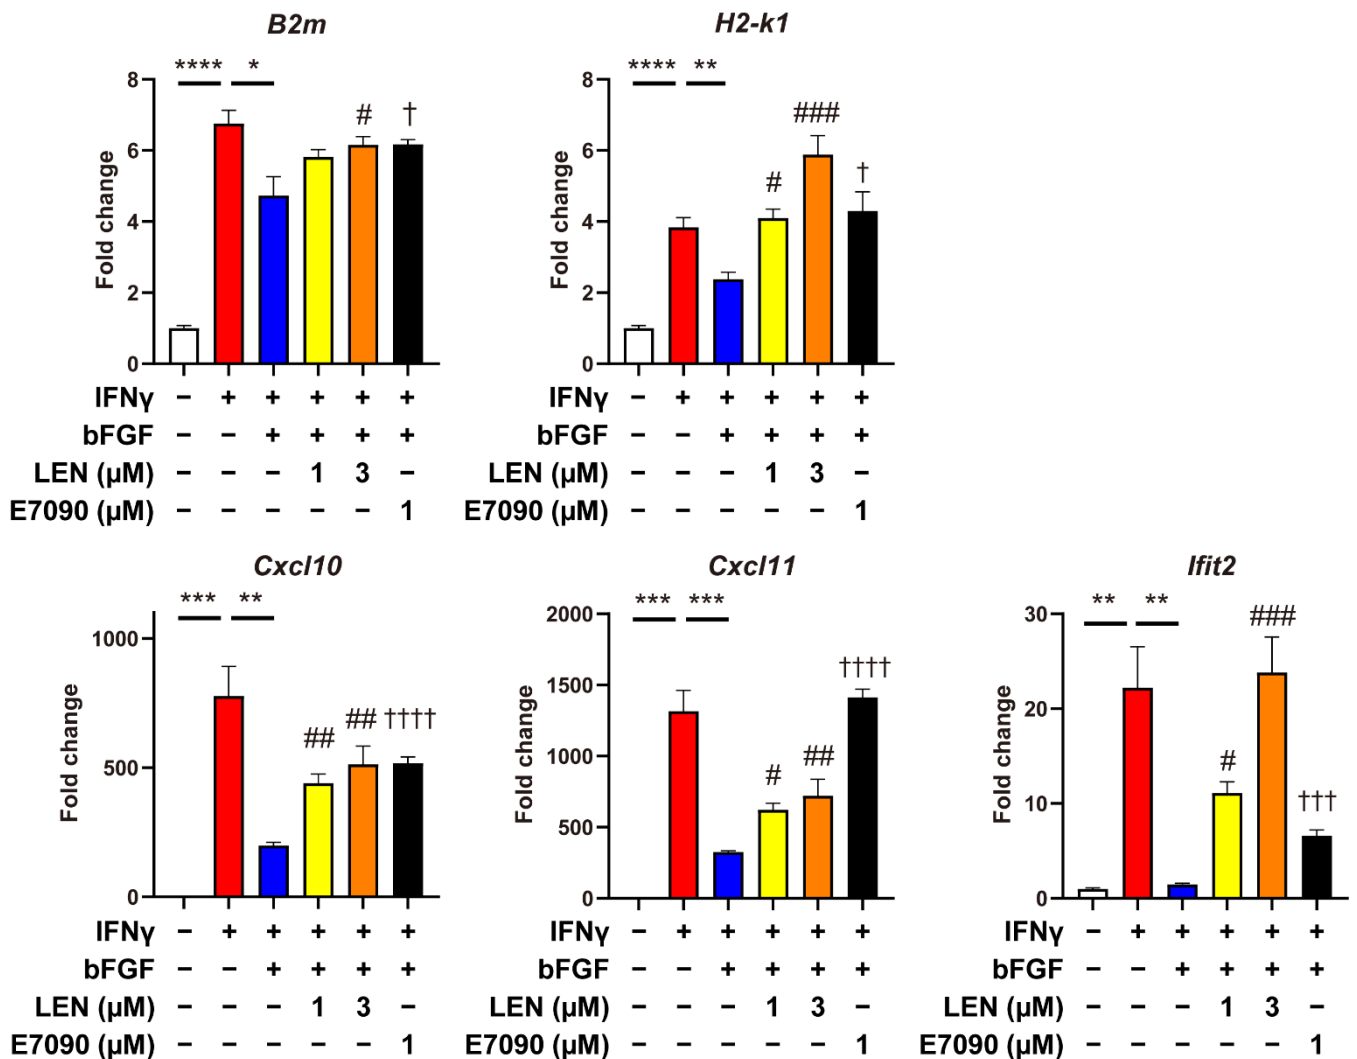 B2m
**** *
Fold change
8
# †
6
4
2
0
IFNγ – + + + + +
bFGF – – + + + +
LEN (μM) – – – 1 3 –
E7090 (μM) – – – – – 1
H2-k1
**** **
Fold change
8
###
6
# †
4
2
0
IFNγ – + + + + +
bFGF – – + + + +
LEN (μM) – – – 1 3 –
E7090 (μM) – – – – – 1
Cxcl10
*** **
Fold change
1000
## ## ††††
500
0
IFNγ – + + + + +
bFGF – – + + + +
LEN (μM) – – – 1 3 –
E7090 (μM) – – – – – 1
Cxcl11
*** ***
Fold change
2000
††††
1500
1000
# ##
500
0
IFNγ – + + + + +
bFGF – – + + + +
LEN (μM) – – – 1 3 –
E7090 (μM) – – – – – 1
Ifit2
** **
Fold change
30
###
20
# †††
10
0
IFNγ – + + + + +
bFGF – – + + + +
LEN (μM) – – – 1 3 –
E7090 (μM) – – – – – 1